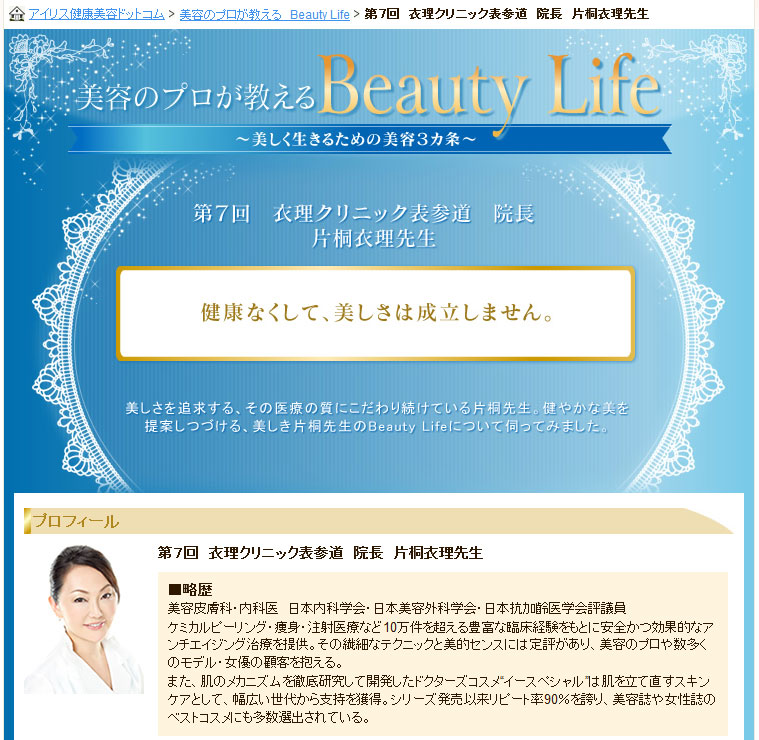 アイリス健康美容ドットコム > 美容のプロが教える Beauty Life > 第7回 衣理クリニック表参道 院長 片桐衣理先生
美容のプロが教える Beauty Life
～美しく生きるための美容3カ条～
第7回 衣理クリニック表参道 院長
片桐衣理先生
健康なくして、美しさは成立しません。
美しさを追求する、その医療の質にこだわり続けている片桐先生。健やかな美を
提案しつづける、美しき片桐先生のBeauty Lifeについて伺ってみました。
プロフィール
第7回 衣理クリニック表参道 院長 片桐衣理先生
■略歴
美容皮膚科・内科医 日本内科学会・日本美容外科学会・日本抗加齢医学会評議員
ケミカルピーリング・痩身・注射医療など10万件を超える豊富な臨床経験をもとに安全かつ効果的なア
ンチエイジング治療を提供。その繊細なテクニックと美的センスには定評があり、美容のプロや数多く
のモデル・女優の顧客を抱える。
また、肌のメカニズムを徹底研究して開発したドクターズコスメ“イースペシャル”は肌を立て直すスキン
ケアとして、幅広い世代から支持を獲得。シリーズ発売以来リピート率90%を誇り、美容誌や女性誌の
ベストコスメにも多数選出されている。